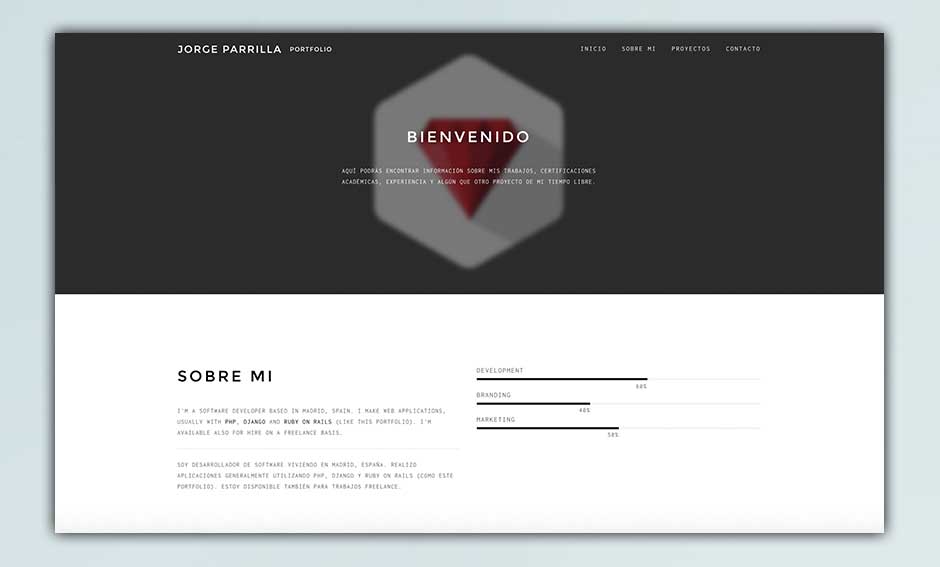 JORGE PARRILLA PORTFOLIO
INICIO SOBRE MI PROYECTOS CONTACTO
BIENVENIDO
AQUÍ PODRÁS ENCONTRAR INFORMACIÓN SOBRE MIS TRABAJOS, CERTIFICACIONES
ACADÉMICAS, EXPERIENCIA Y ALGÚN QUE OTRO PROYECTO DE MI TIEMPO LIBRE.
SOBRE MI
I'M A SOFTWARE DEVELOPER BASED IN MADRID, SPAIN. I MAKE WEB APPLICATIONS,
USUALLY WITH PHP, DJANGO AND RUBY ON RAILS (LIKE THIS PORTFOLIO). I'M
AVAILABLE ALSO FOR HIRE ON A FREELANCE BASIS.
SOY DESARROLLADOR DE SOFTWARE VIVIENDO EN MADRID, ESPAÑA. REALIZO
APLICACIONES GENERALMENTE UTILIZANDO PHP, DJANGO Y RUBY ON RAILS (COMO ESTE
PORTFOLIO). ESTOY DISPONIBLE TAMBIÉN PARA TRABAJOS FREELANCE.
DEVELOPMENT
60%
BRANDING
40%
MARKETING
50%